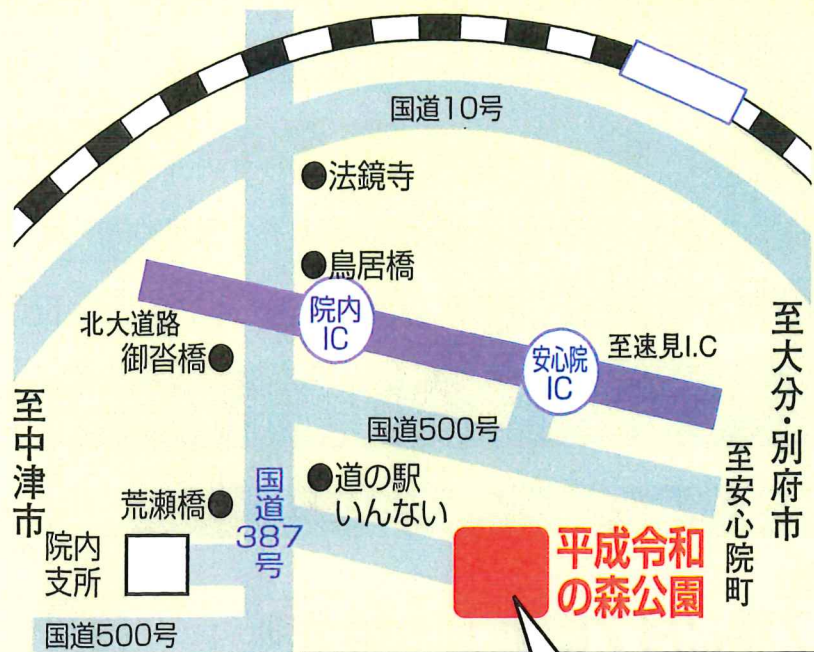 国道10号
法鏡寺
鳥居橋
院内
IC
北大道路
御沓橋
安心院
IC
至速見I.C
至大分・別府市
至中津市
国道500号
至安心院町
道の駅
いんない
国道
387
号
荒瀬橋
院内
支所
平成令和
の森公園
国道500号